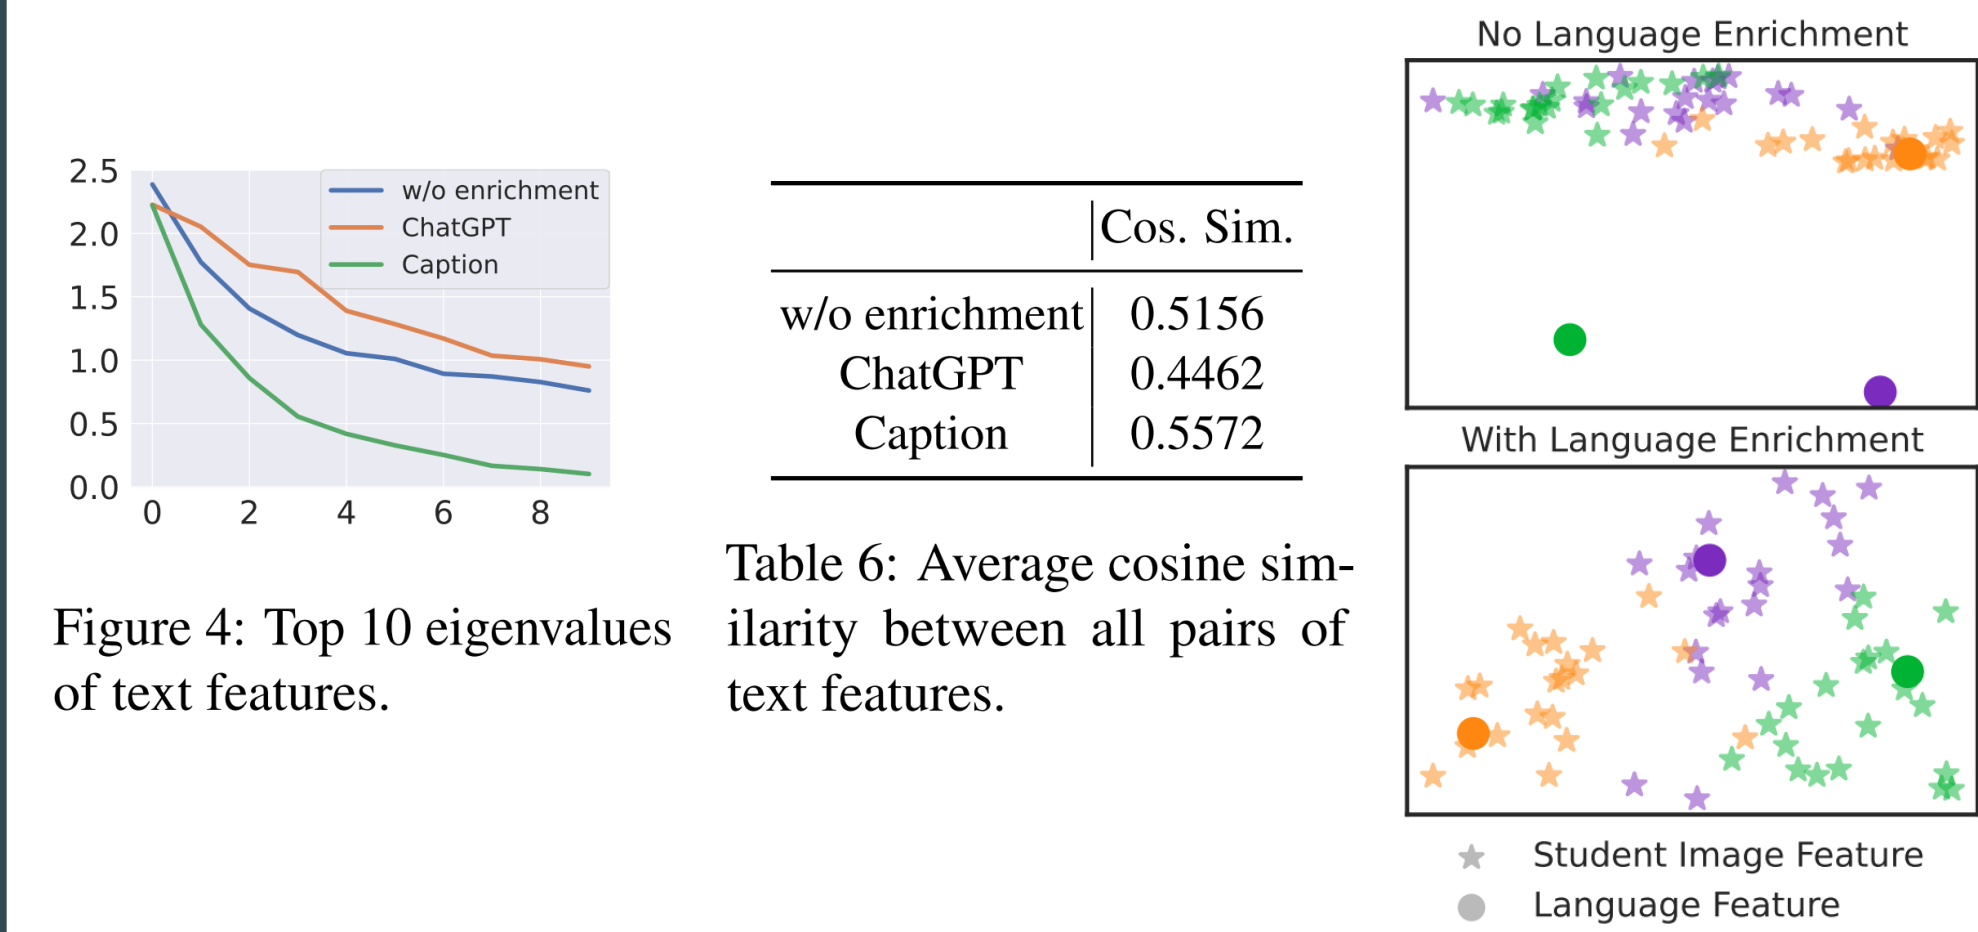 2.5
2.0
1.5
1.0
0.5
0.0
0 2 4 6 8
w/o enrichment
ChatGPT
Caption
Figure 4: Top 10 eigenvalues
of text features.
Cos. Sim.
w/o enrichment 0.5156
ChatGPT 0.4462
Caption 0.5572
Table 6: Average cosine sim-
ilarity between all pairs of
text features.
No Language Enrichment
With Language Enrichment
Student Image Feature
Language Feature